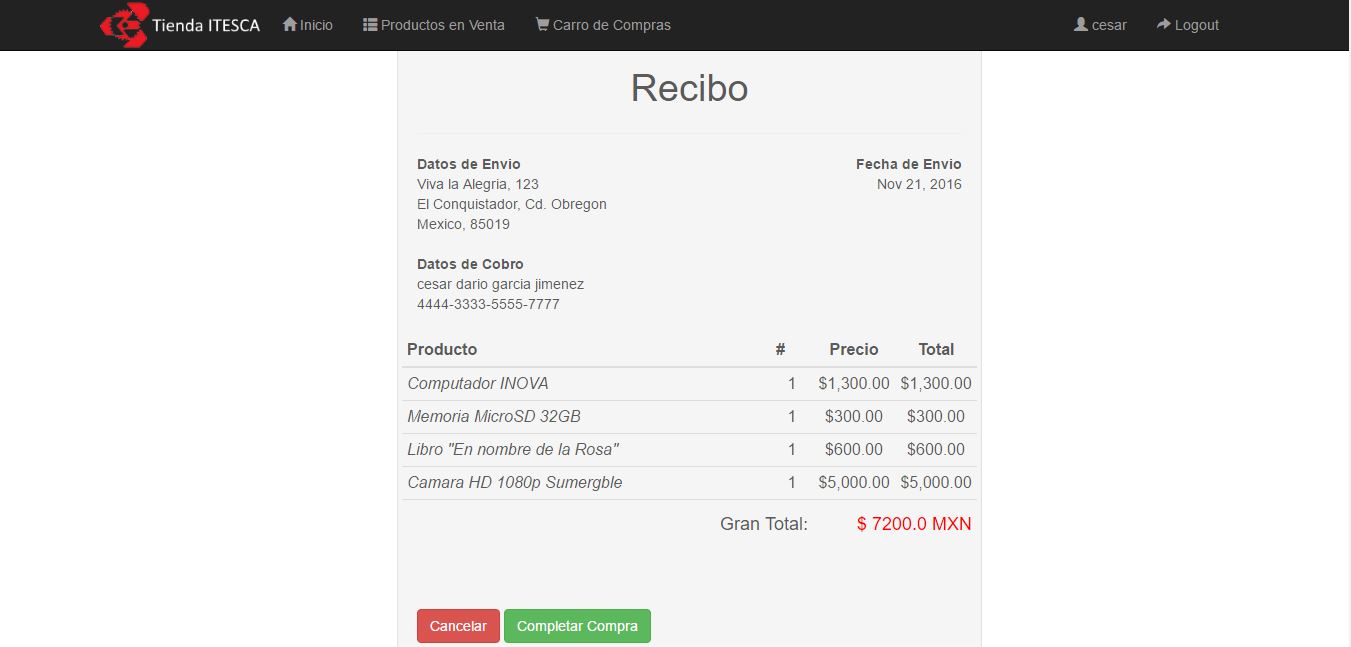 Tienda ITESCA Inicio Productos en Venta Carro de Compras cesar Logout
Recibo
Datos de Envio Fecha de Envio
Viva la Alegria, 123 Nov 21, 2016
El Conquistador, Cd. Obregon
Mexico, 85019
Datos de Cobro
cesar dario garcia jimenez
4444-3333-5555-7777
Producto # Precio Total
Computador INOVA 1 $1,300.00 $1,300.00
Memoria MicroSD 32GB 1 $300.00 $300.00
Libro "En nombre de la Rosa" 1 $600.00 $600.00
Camara HD 1080p Sumergble 1 $5,000.00 $5,000.00
Gran Total: $ 7200.0 MXN
Cancelar Completar Compra